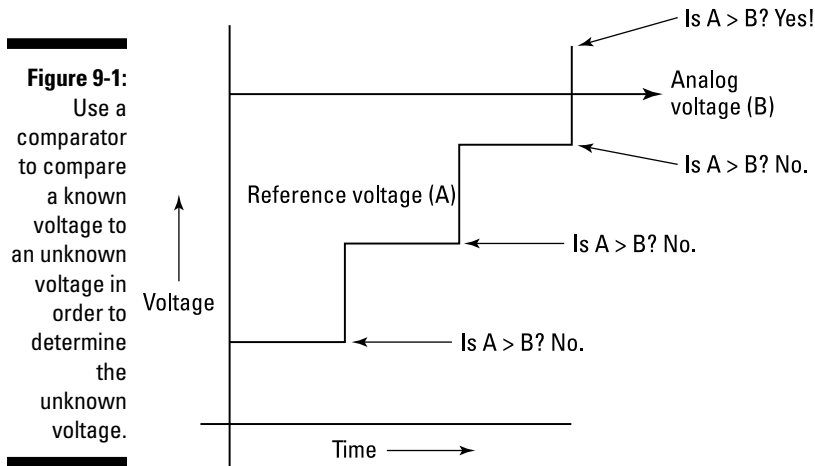 Figure 9-1:
Use a
comparator
to compare
a known
voltage to
an unknown
voltage in
order to
determine
the
unknown
voltage.
Is A > B? Yes!
Analog
voltage (B)
Is A > B? No.
Reference voltage (A)
Is A > B? No.
Voltage
Is A > B? No.
Time